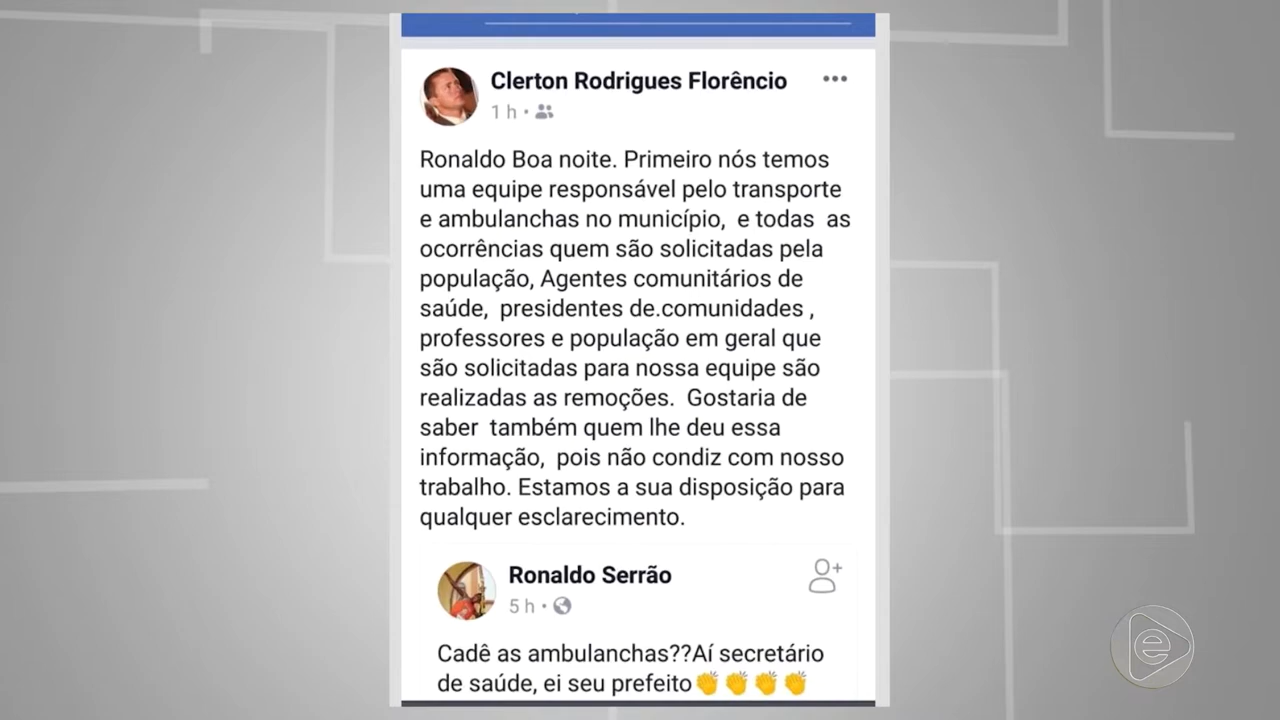 Clerton Rodrigues Florêncio
1 h
Ronaldo Boa noite. Primeiro nós temos
uma equipe responsável pelo transporte
e ambulanchas no município,  e todas  as
ocorrências quem são solicitadas pela
população, Agentes comunitários de
saúde,  presidentes de.comunidades ,
professores e população em geral que
são solicitadas para nossa equipe são
realizadas as remoções.  Gostaria de
saber  também quem lhe deu essa
informação,  pois não condiz com nosso
trabalho. Estamos a sua disposição para
qualquer esclarecimento.
Ronaldo Serrão
5 h
Cadê as ambulanchas??Aí secretário
de saúde, ei seu prefeito👏👏👏👏
e